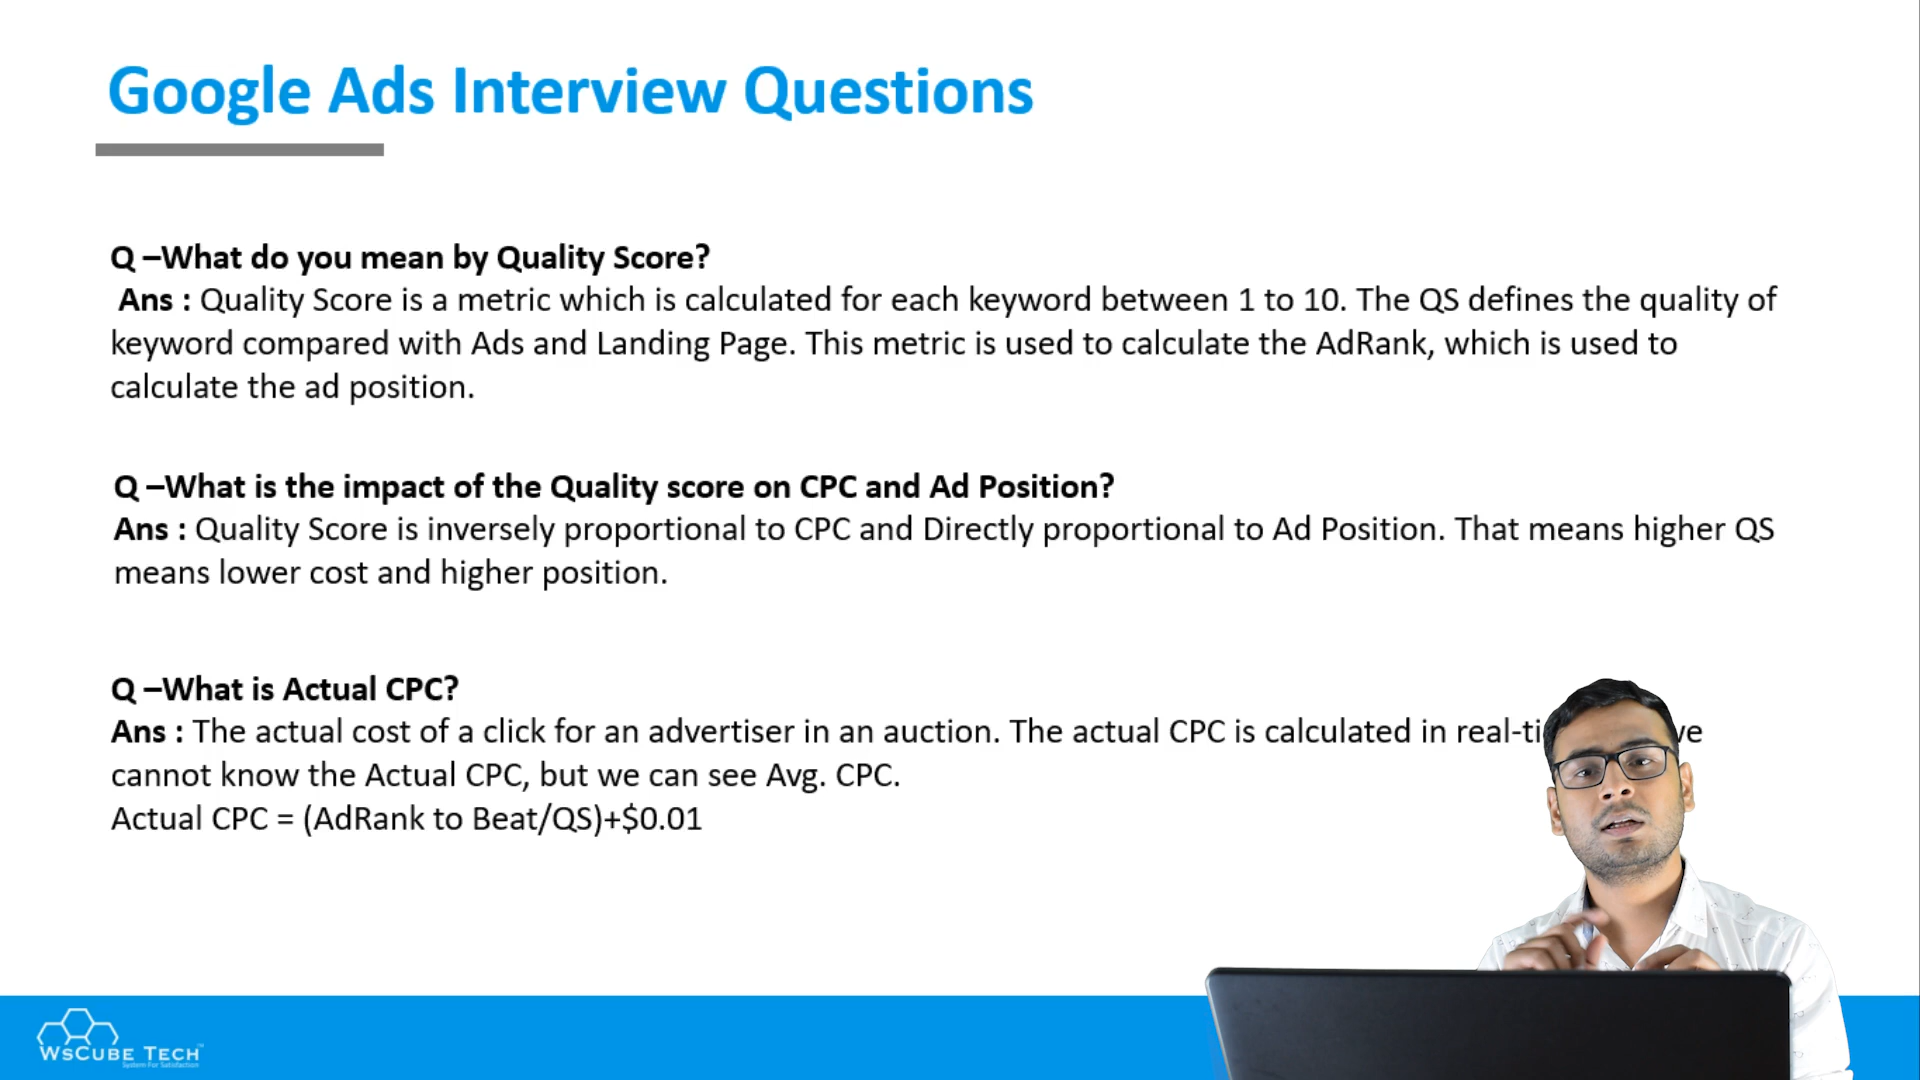 Google Ads Interview Questions
Q –What do you mean by Quality Score?
Ans : Quality Score is a metric which is calculated for each keyword between 1 to 10. The QS defines the quality of
keyword compared with Ads and Landing Page. This metric is used to calculate the AdRank, which is used to
calculate the ad position.
Q –What is the impact of the Quality score on CPC and Ad Position?
Ans : Quality Score is inversely proportional to CPC and Directly proportional to Ad Position. That means higher QS
means lower cost and higher position.
Q –What is Actual CPC?
Ans : The actual cost of a click for an advertiser in an auction. The actual CPC is calculated in
cannot know the Actual CPC, but we can see Avg. CPC.
Actual CPC = (AdRank to Beat/QS)+$0.01
WsCube Tech
System For Satisfaction